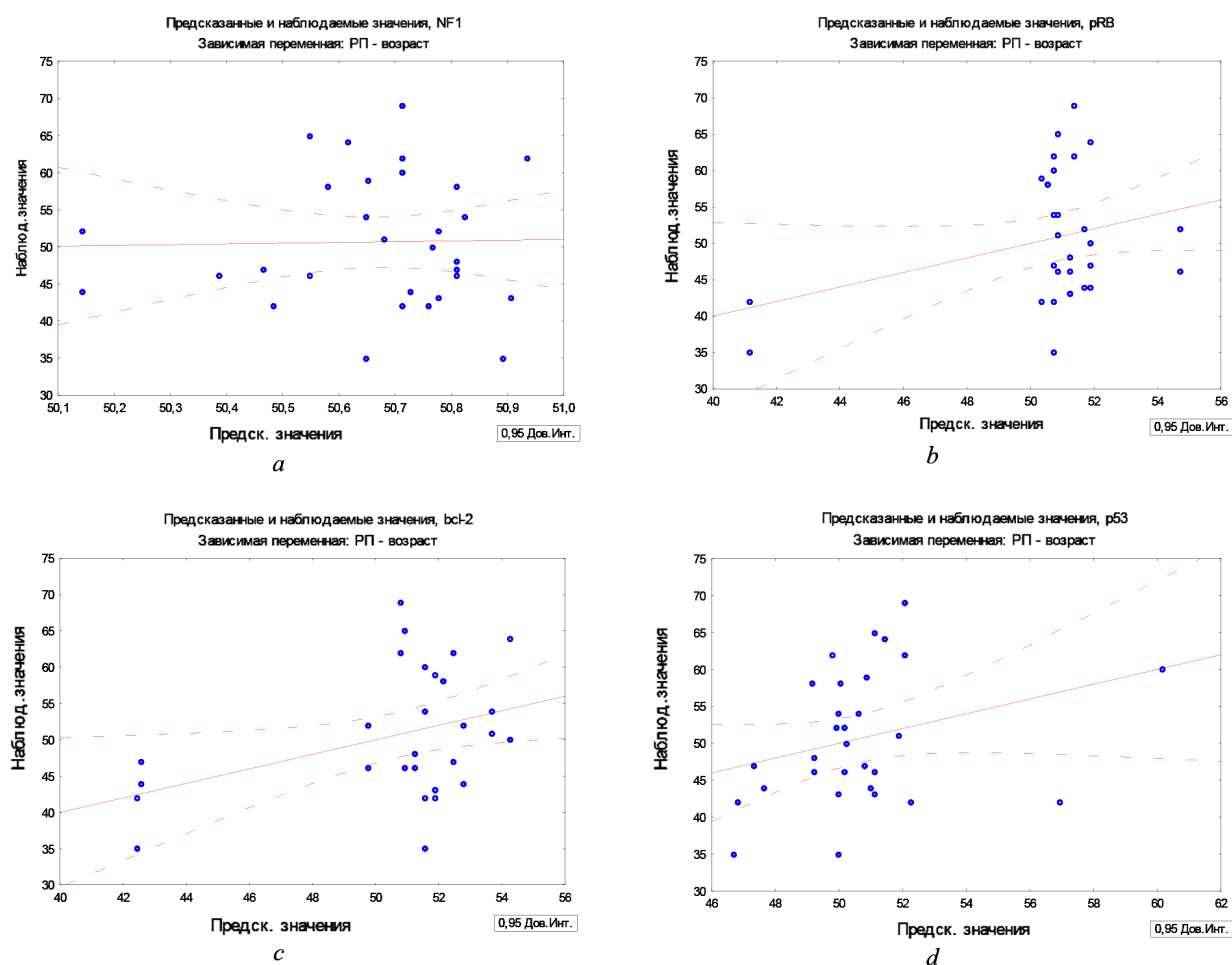 Предсказанные и наблюдаемые значения, NF1
Зависимая переменная: РП - возраст
Наблюд.значения
75
70
65
60
55
50
45
40
35
30
50,1 50,2 50,3 50,4 50,5 50,6 50,7 50,8 50,9 51,0
Предск. значения
0,95 Дов.Инт.
a
Предсказанные и наблюдаемые значения, pRB
Зависимая переменная: РП - возраст
Наблюд.значения
75
70
65
60
55
50
45
40
35
30
40 42 44 46 48 50 52 54 56
Предск. значения
0,95 Дов.Инт.
b
Предсказанные и наблюдаемые значения, bcl-2
Зависимая переменная: РП - возраст
Наблюд.значения
75
70
65
60
55
50
45
40
35
30
40 42 44 46 48 50 52 54 56
Предск. значения
0,95 Дов.Инт.
c
Предсказанные и наблюдаемые значения, p53
Зависимая переменная: РП - возраст
Наблюд.значения
75
70
65
60
55
50
45
40
35
30
46 48 50 52 54 56 58 60 62
Предск. значения
0,95 Дов.Инт.
d